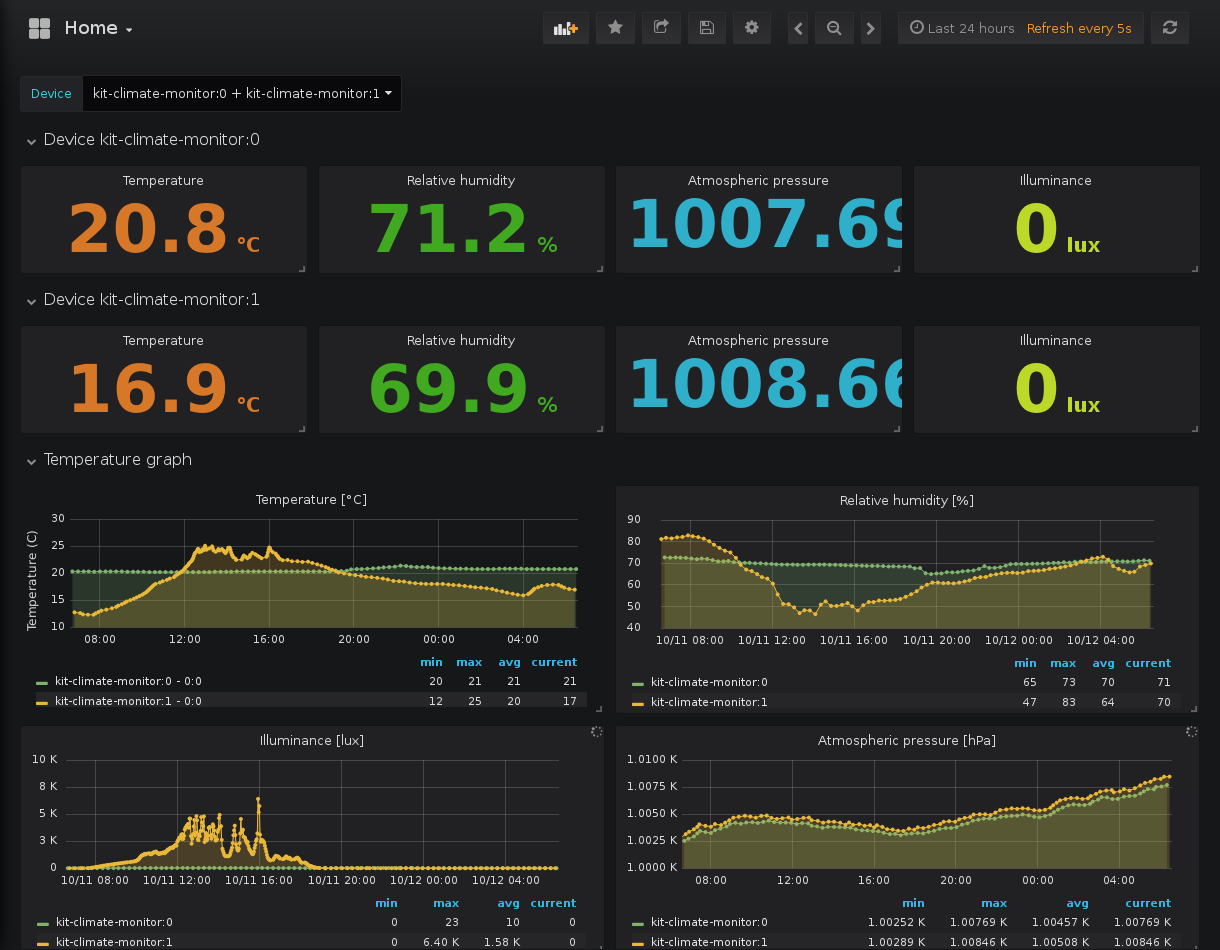 Home
Last 24 hours Refresh every 5s
Device kit-climate-monitor:0 + kit-climate-monitor:1
Device kit-climate-monitor:0
Temperature Relative humidity Atmospheric pressure Illuminance
20.8 °C 71.2 % 1007.69 0 lux
Device kit-climate-monitor:1
Temperature Relative humidity Atmospheric pressure Illuminance
16.9 °C 69.9 % 1008.66 0 lux
Temperature graph
Temperature [°C]
Temperature (C)
30
25
20
15
10
08:00 12:00 16:00 20:00 00:00 04:00
min max avg current
kit-climate-monitor:0 - 0:0 20 21 21 21
kit-climate-monitor:1 - 0:0 12 25 20 17
Relative humidity [%]
90
80
70
60
50
40
10/11 08:00 10/11 12:00 10/11 16:00 10/11 20:00 10/12 00:00 10/12 04:00
min max avg current
kit-climate-monitor:0 65 73 70 71
kit-climate-monitor:1 47 83 64 70
Illuminance [lux]
10 K
8 K
5 K
3 K
0
10/11 08:00 10/11 12:00 10/11 16:00 10/11 20:00 10/12 00:00 10/12 04:00
min max avg current
kit-climate-monitor:0 0 23 10 0
kit-climate-monitor:1 0 6.40 K 1.58 K 0
Atmospheric pressure [hPa]
1.0100 K
1.0075 K
1.0050 K
1.0025 K
1.0000 K
08:00 12:00 16:00 20:00 00:00 04:00
min max avg current
kit-climate-monitor:0 1.00252 K 1.00769 K 1.00457 K 1.00769 K
kit-climate-monitor:1 1.00289 K 1.00846 K 1.00508 K 1.00846 K